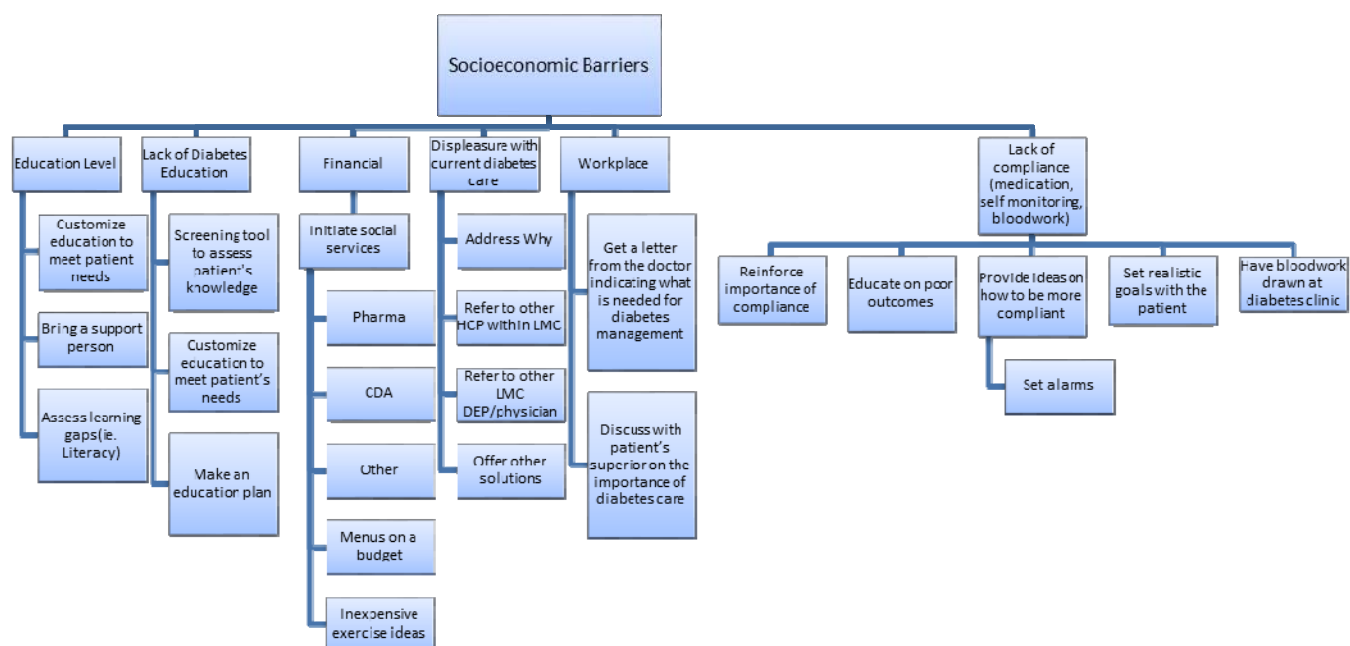 Socioeconomic Barriers
Education Level
Customize
education to
meet patient
needs
Bring a support
person
Assess learning
gaps(ie.
Literacy)
Lack of Diabetes
Education
Screening tool
to assess
patient's
knowledge
Customize
education to
meet patient's
needs
Make an
education plan
Financial
Initiate social
services
Pharma
CDA
Other
Menus on a
budget
Inexpensive
exercise ideas
Displeasure with
current diabetes
care
Address Why
Refer to other
HCP within LMC
Refer to other
LMC
DEP/physician
Offer other
solutions
Workplace
Get a letter
from the doctor
indicating what
is needed for
diabetes
management
Discuss with
patient's
superior on the
importance of
diabetes care
Lack of
compliance
(medication,
self monitoring,
bloodwork)
Reinforce
importance of
compliance
Educate on poor
outcomes
Provide ideas on
how to be more
compliant
Set alarms
Set realistic
goals with the
patient
Have bloodwork
drawn at
diabetes clinic